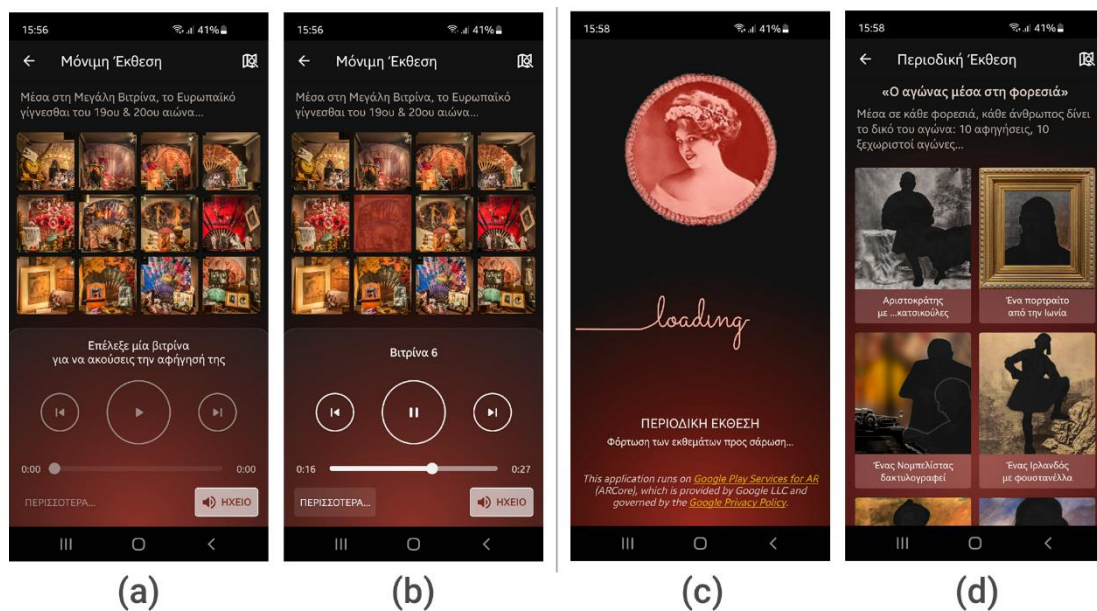 15:56
41%
Μόνιμη Έκθεση
Μέσα στη Μεγάλη Βιτρίνα, το Ευρωπαϊκό
γίγνεσθαι του 19ου & 20ου αιώνα...
Επέλεξε μία βιτρίνα
για να ακούσεις την αφήγησή της
0:00
0:00
ΠΕΡΙΣΣΟΤΕΡΑ...
ΗΧΕΙΟ
(a)
15:56
41%
Μόνιμη Έκθεση
Μέσα στη Μεγάλη Βιτρίνα, το Ευρωπαϊκό
γίγνεσθαι του 19ου & 20ου αιώνα...
Βιτρίνα 6
0:16
0:27
ΠΕΡΙΣΣΟΤΕΡΑ...
ΗΧΕΙΟ
(b)
15:58
41%
loading
ΠΕΡΙΟΔΙΚΗ ΕΚΘΕΣΗ
Φόρτωση των εκθεμάτων προς σάρωση...
This application runs on Google Play Services for AR
(ARCore), which is provided by Google LLC and
governed by the Google Privacy Policy.
(c)
15:58
41%
Περιοδική Έκθεση
«Ο αγώνας μέσα στη φορεσιά»
Μέσα σε κάθε φορεσιά, κάθε άνθρωπος δίνει
το δικό του αγώνα: 10 αφηγήσεις, 10
ξεχωριστοί αγώνες...
Αριστοκράτης
με ...κατσικούλες
Ένα πορτραίτο
από την Ιωνία
Ένας Νομπελίστας
δακτυλογραφεί
Ένας Ιρλανδός
με φουστανέλλα
(d)